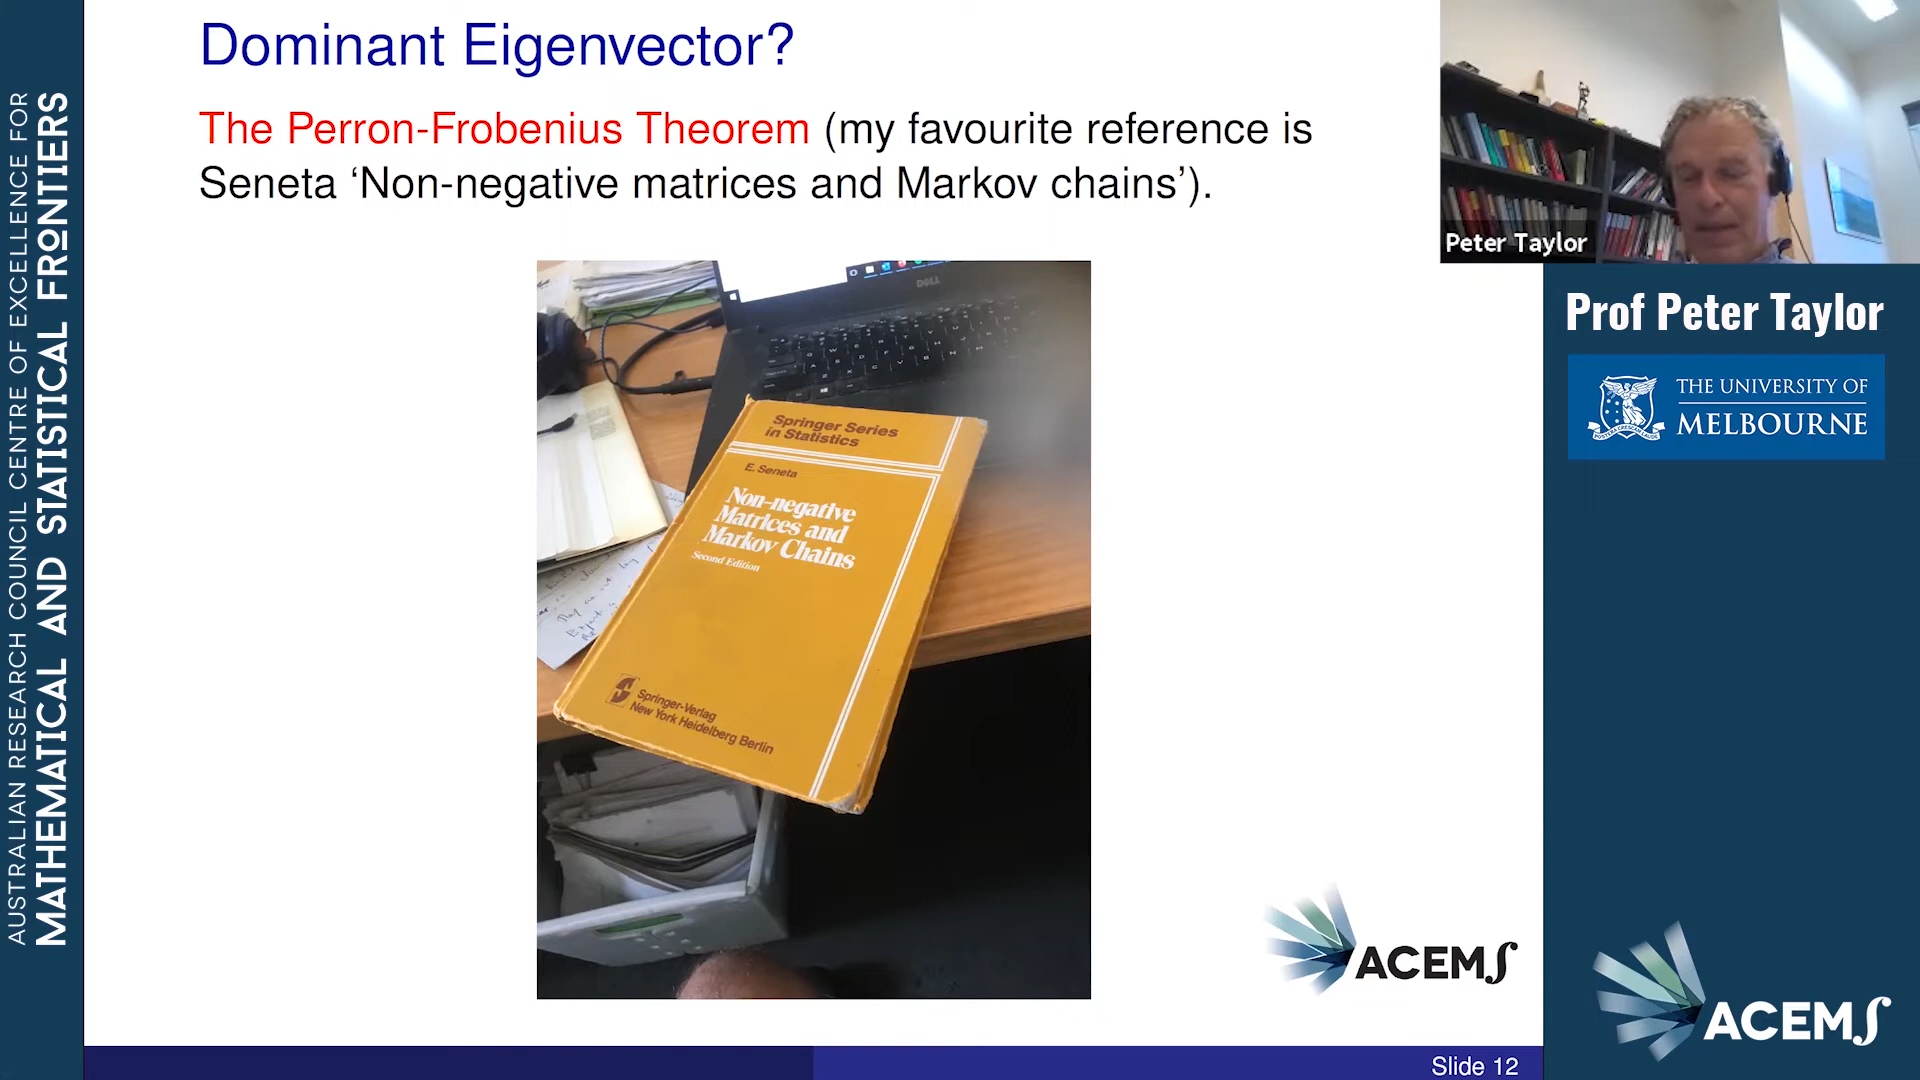 AUSTRALIAN RESEARCH COUNCIL CENTRE OF EXCELLENCE FOR
MATHEMATICAL AND STATISTICAL FRONTIERS
Dominant Eigenvector?
The Perron-Frobenius Theorem (my favourite reference is
Seneta ‘Non-negative matrices and Markov chains’).
DELL
Springer Series
in Statistics
E. Seneta
Non-negative
Matrices and
Markov Chains
Second Edition
Springer-Verlag
New York Heidelberg Berlin
ACEMS
Slide 12
Peter Taylor
Prof Peter Taylor
THE UNIVERSITY OF
MELBOURNE
ACEMS